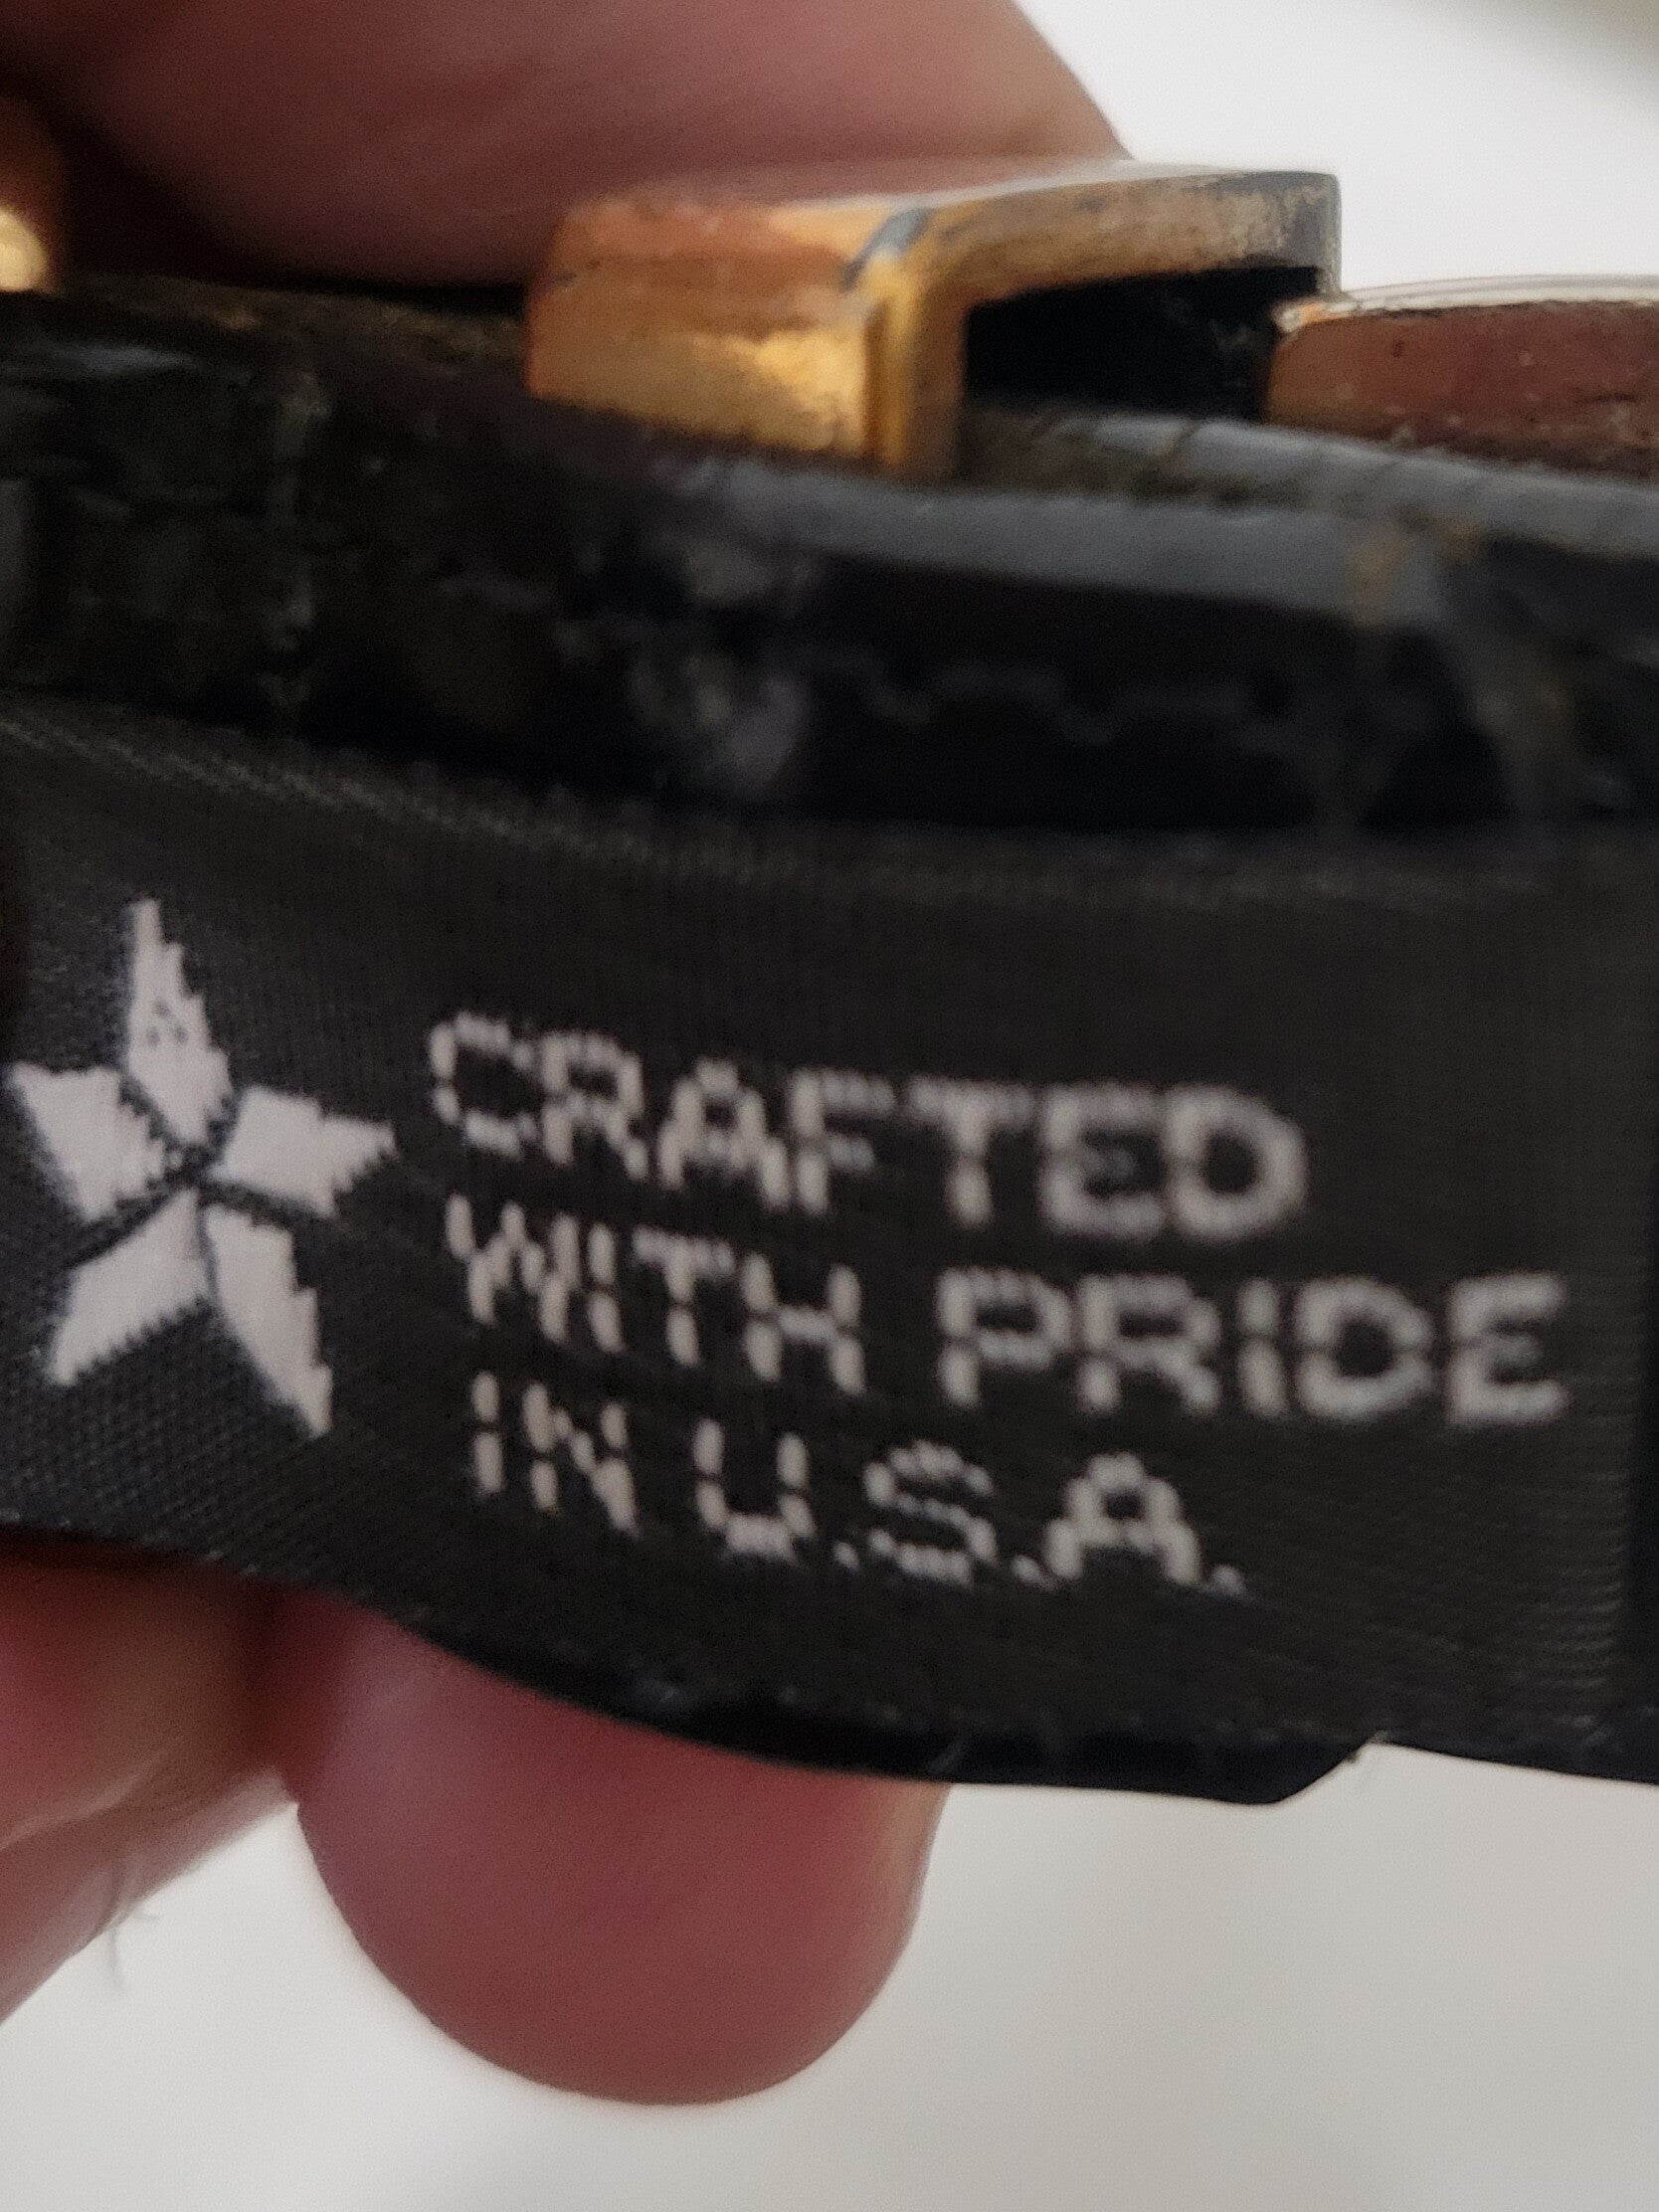 CRAFTED
WITH PRIDE
IN U.S.A.